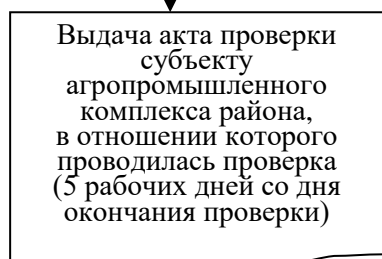 Выдача акта проверки
субъекту
агропромышленного
комплекса района,
в отношении которого
проводилась проверка
(5 рабочих дней со дня
окончания проверки)